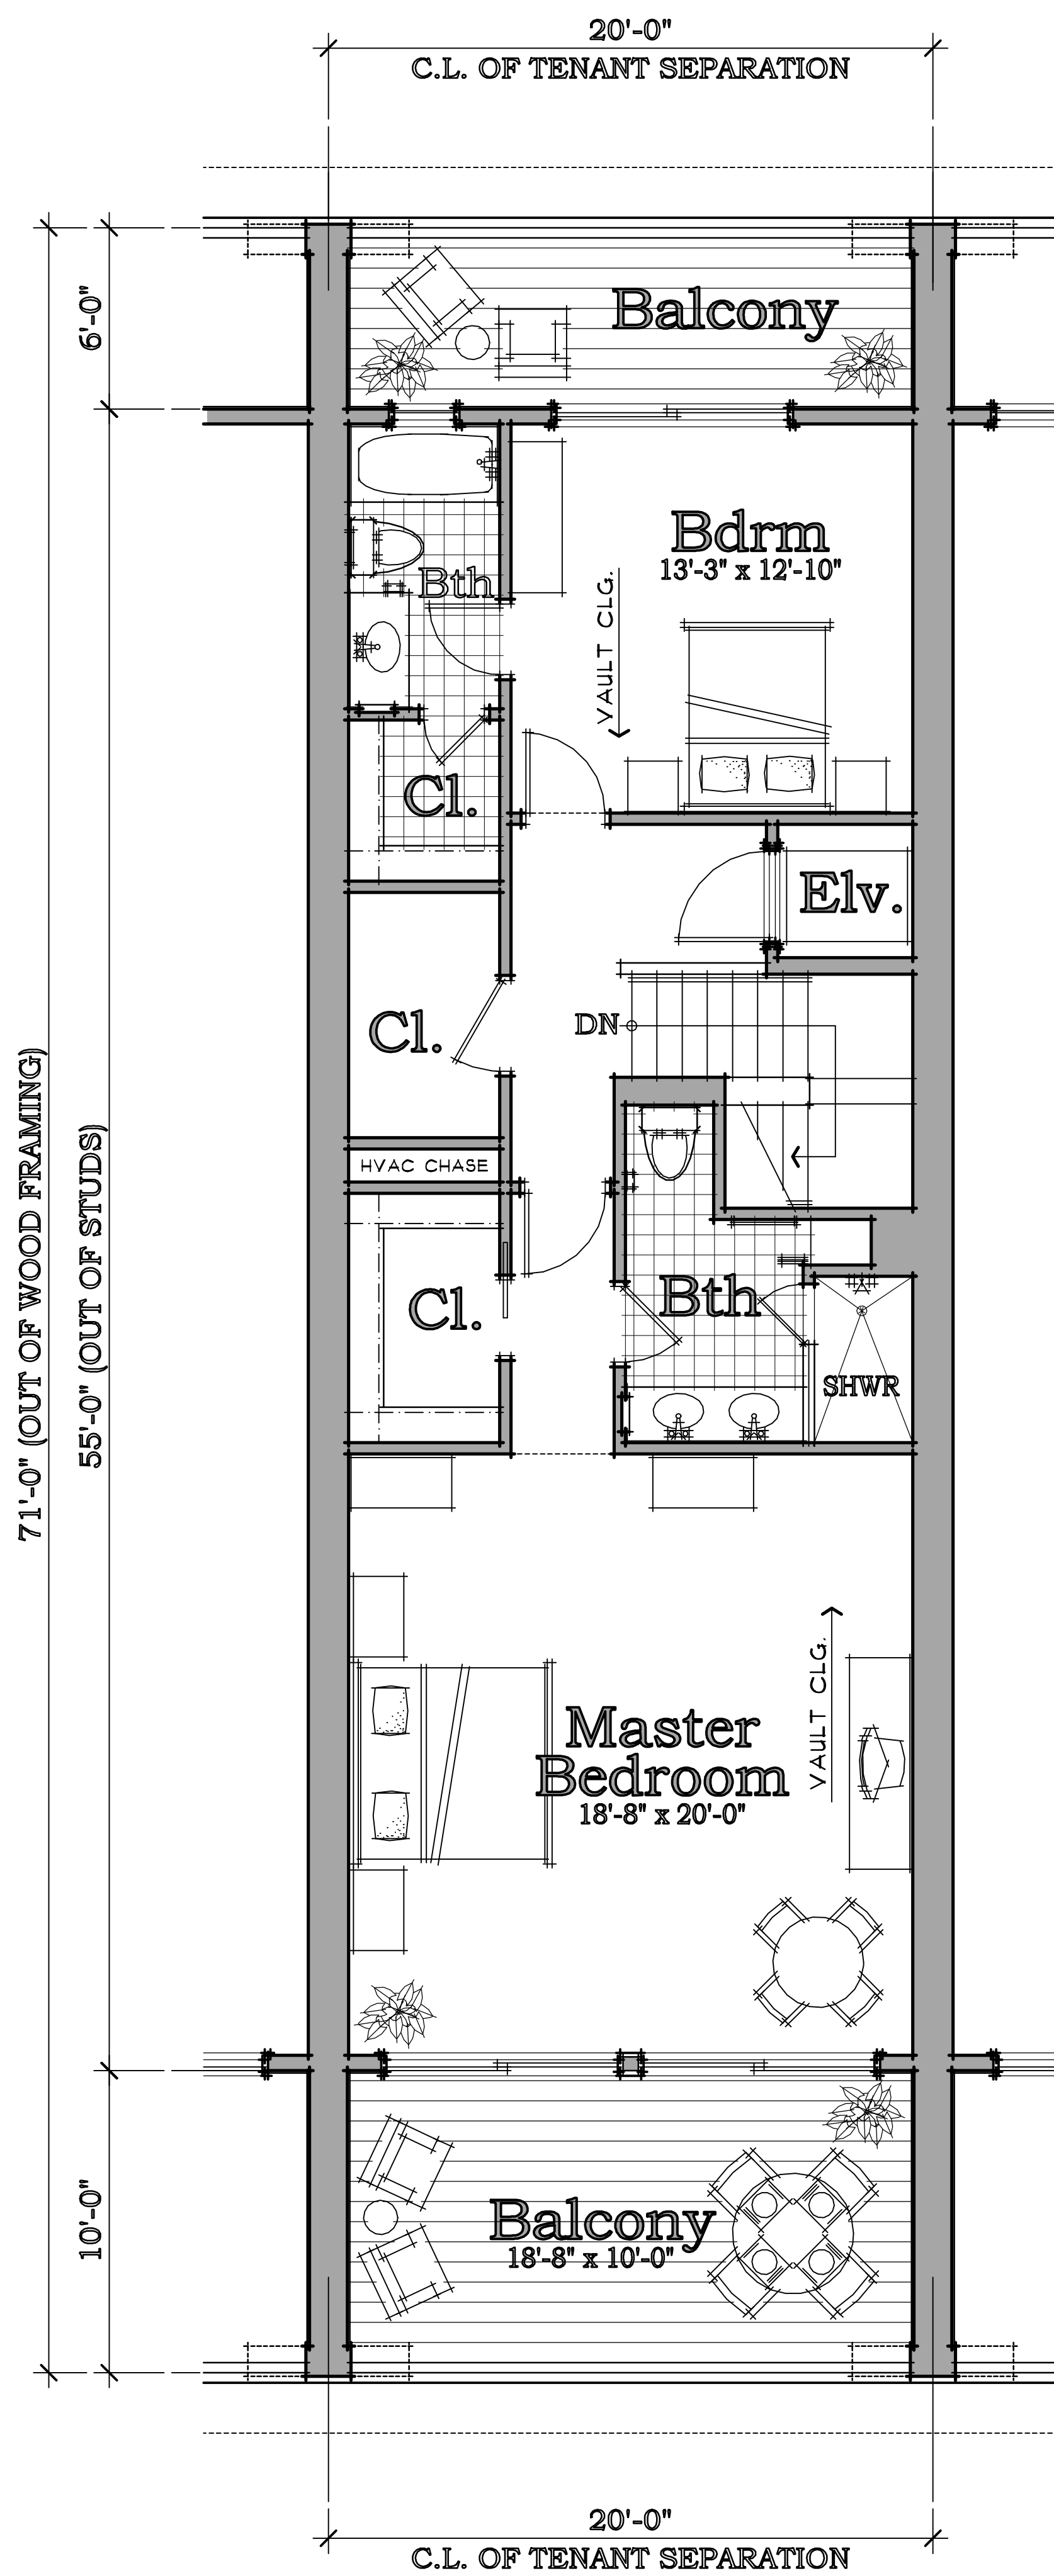 20'-0"
C.L. OF TENANT SEPARATION
6'-0"
Balcony
Bdrm
13'-3" x 12'-10"
Bth
VAULT CLG.
Cl.
Elv.
Cl.
DN
71'-0" (OUT OF WOOD FRAMING)
55'-0" (OUT OF STUDS)
HVAC CHASE
Cl.
Bth
SHWR
Master
Bedroom
18'-8" x 20'-0"
VAULT CLG.
10'-0"
Balcony
18'-8" x 10'-0"
20'-0"
C.L. OF TENANT SEPARATION